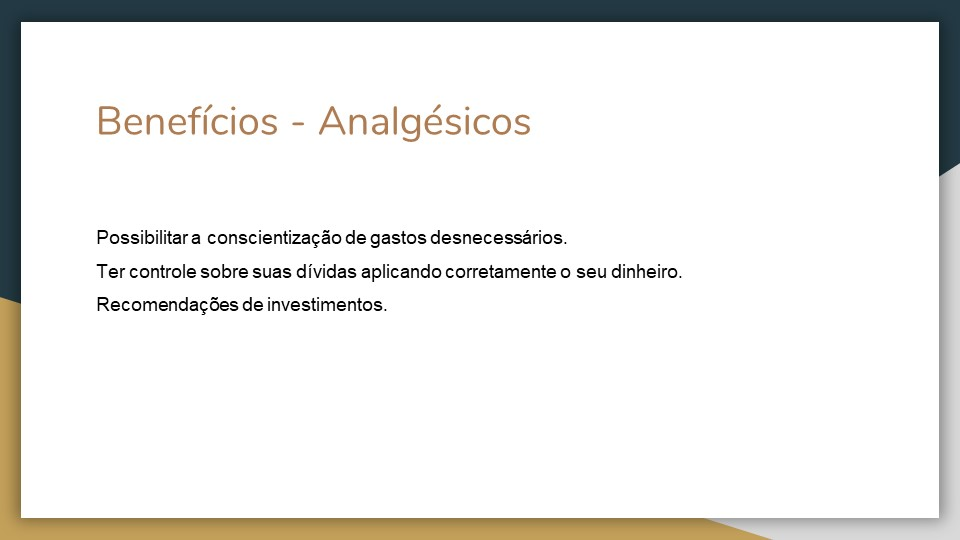 Benefícios - Analgésicos
Possibilitar a conscientização de gastos desnecessários.
Ter controle sobre suas dívidas aplicando corretamente o seu dinheiro.
Recomendações de investimentos.